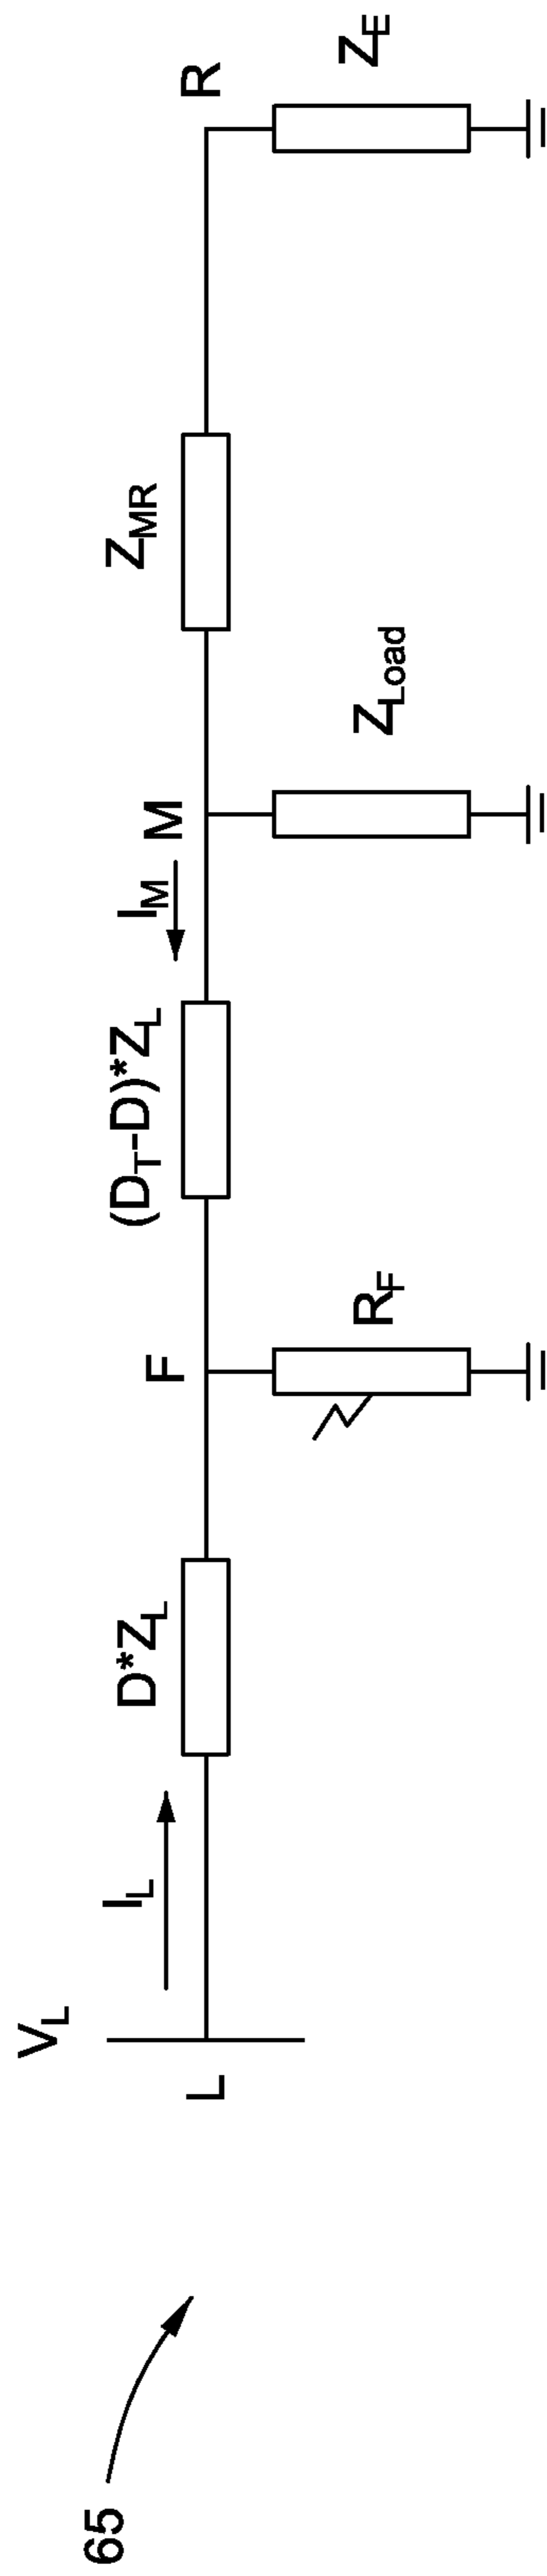 65
L
V_L
I_L
D*Z_L
F
R_F
(D_T-D)*Z_L
I_M
M
Z_Load
Z_MR
R
Z_E